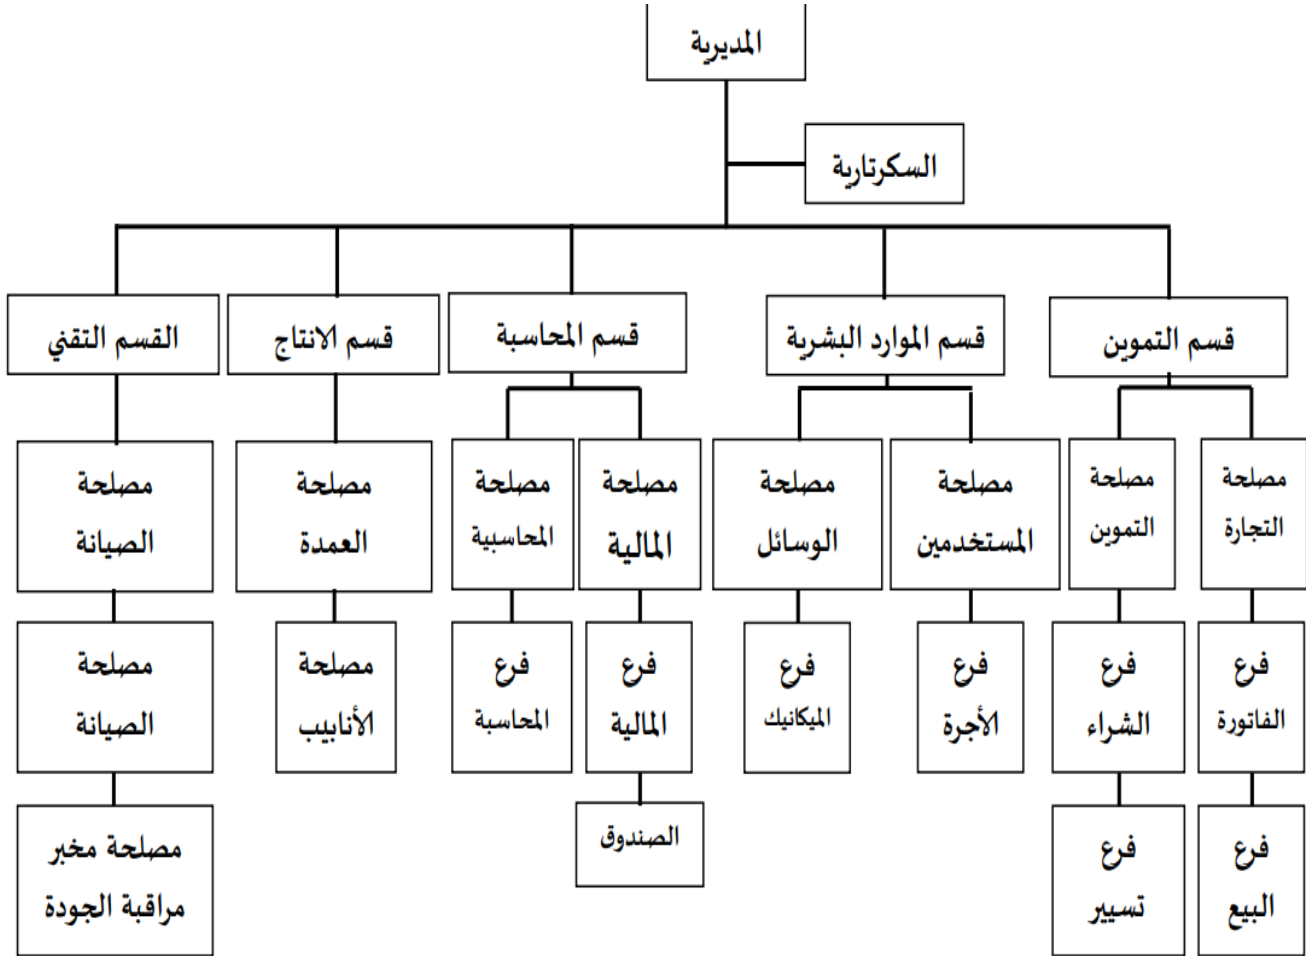 المديرية
السكرتارية
قسم التموين
قسم الموارد البشرية
قسم المحاسبة
قسم الانتاج
القسم التقني
مصلحة
التجارة
مصلحة
التموين
مصلحة
المستخدمين
مصلحة
الوسائل
مصلحة
المالية
مصلحة
المحاسبية
مصلحة
العمدة
مصلحة
الصيانة
فرع
الفاتورة
فرع
الشراء
فرع
الأجرة
فرع
الميكانيك
فرع
المالية
فرع
المحاسبة
مصلحة
الأنابيب
مصلحة
الصيانة
فرع
البيع
فرع
تسيير
الصندوق
مصلحة مخبر
مراقبة الجودة